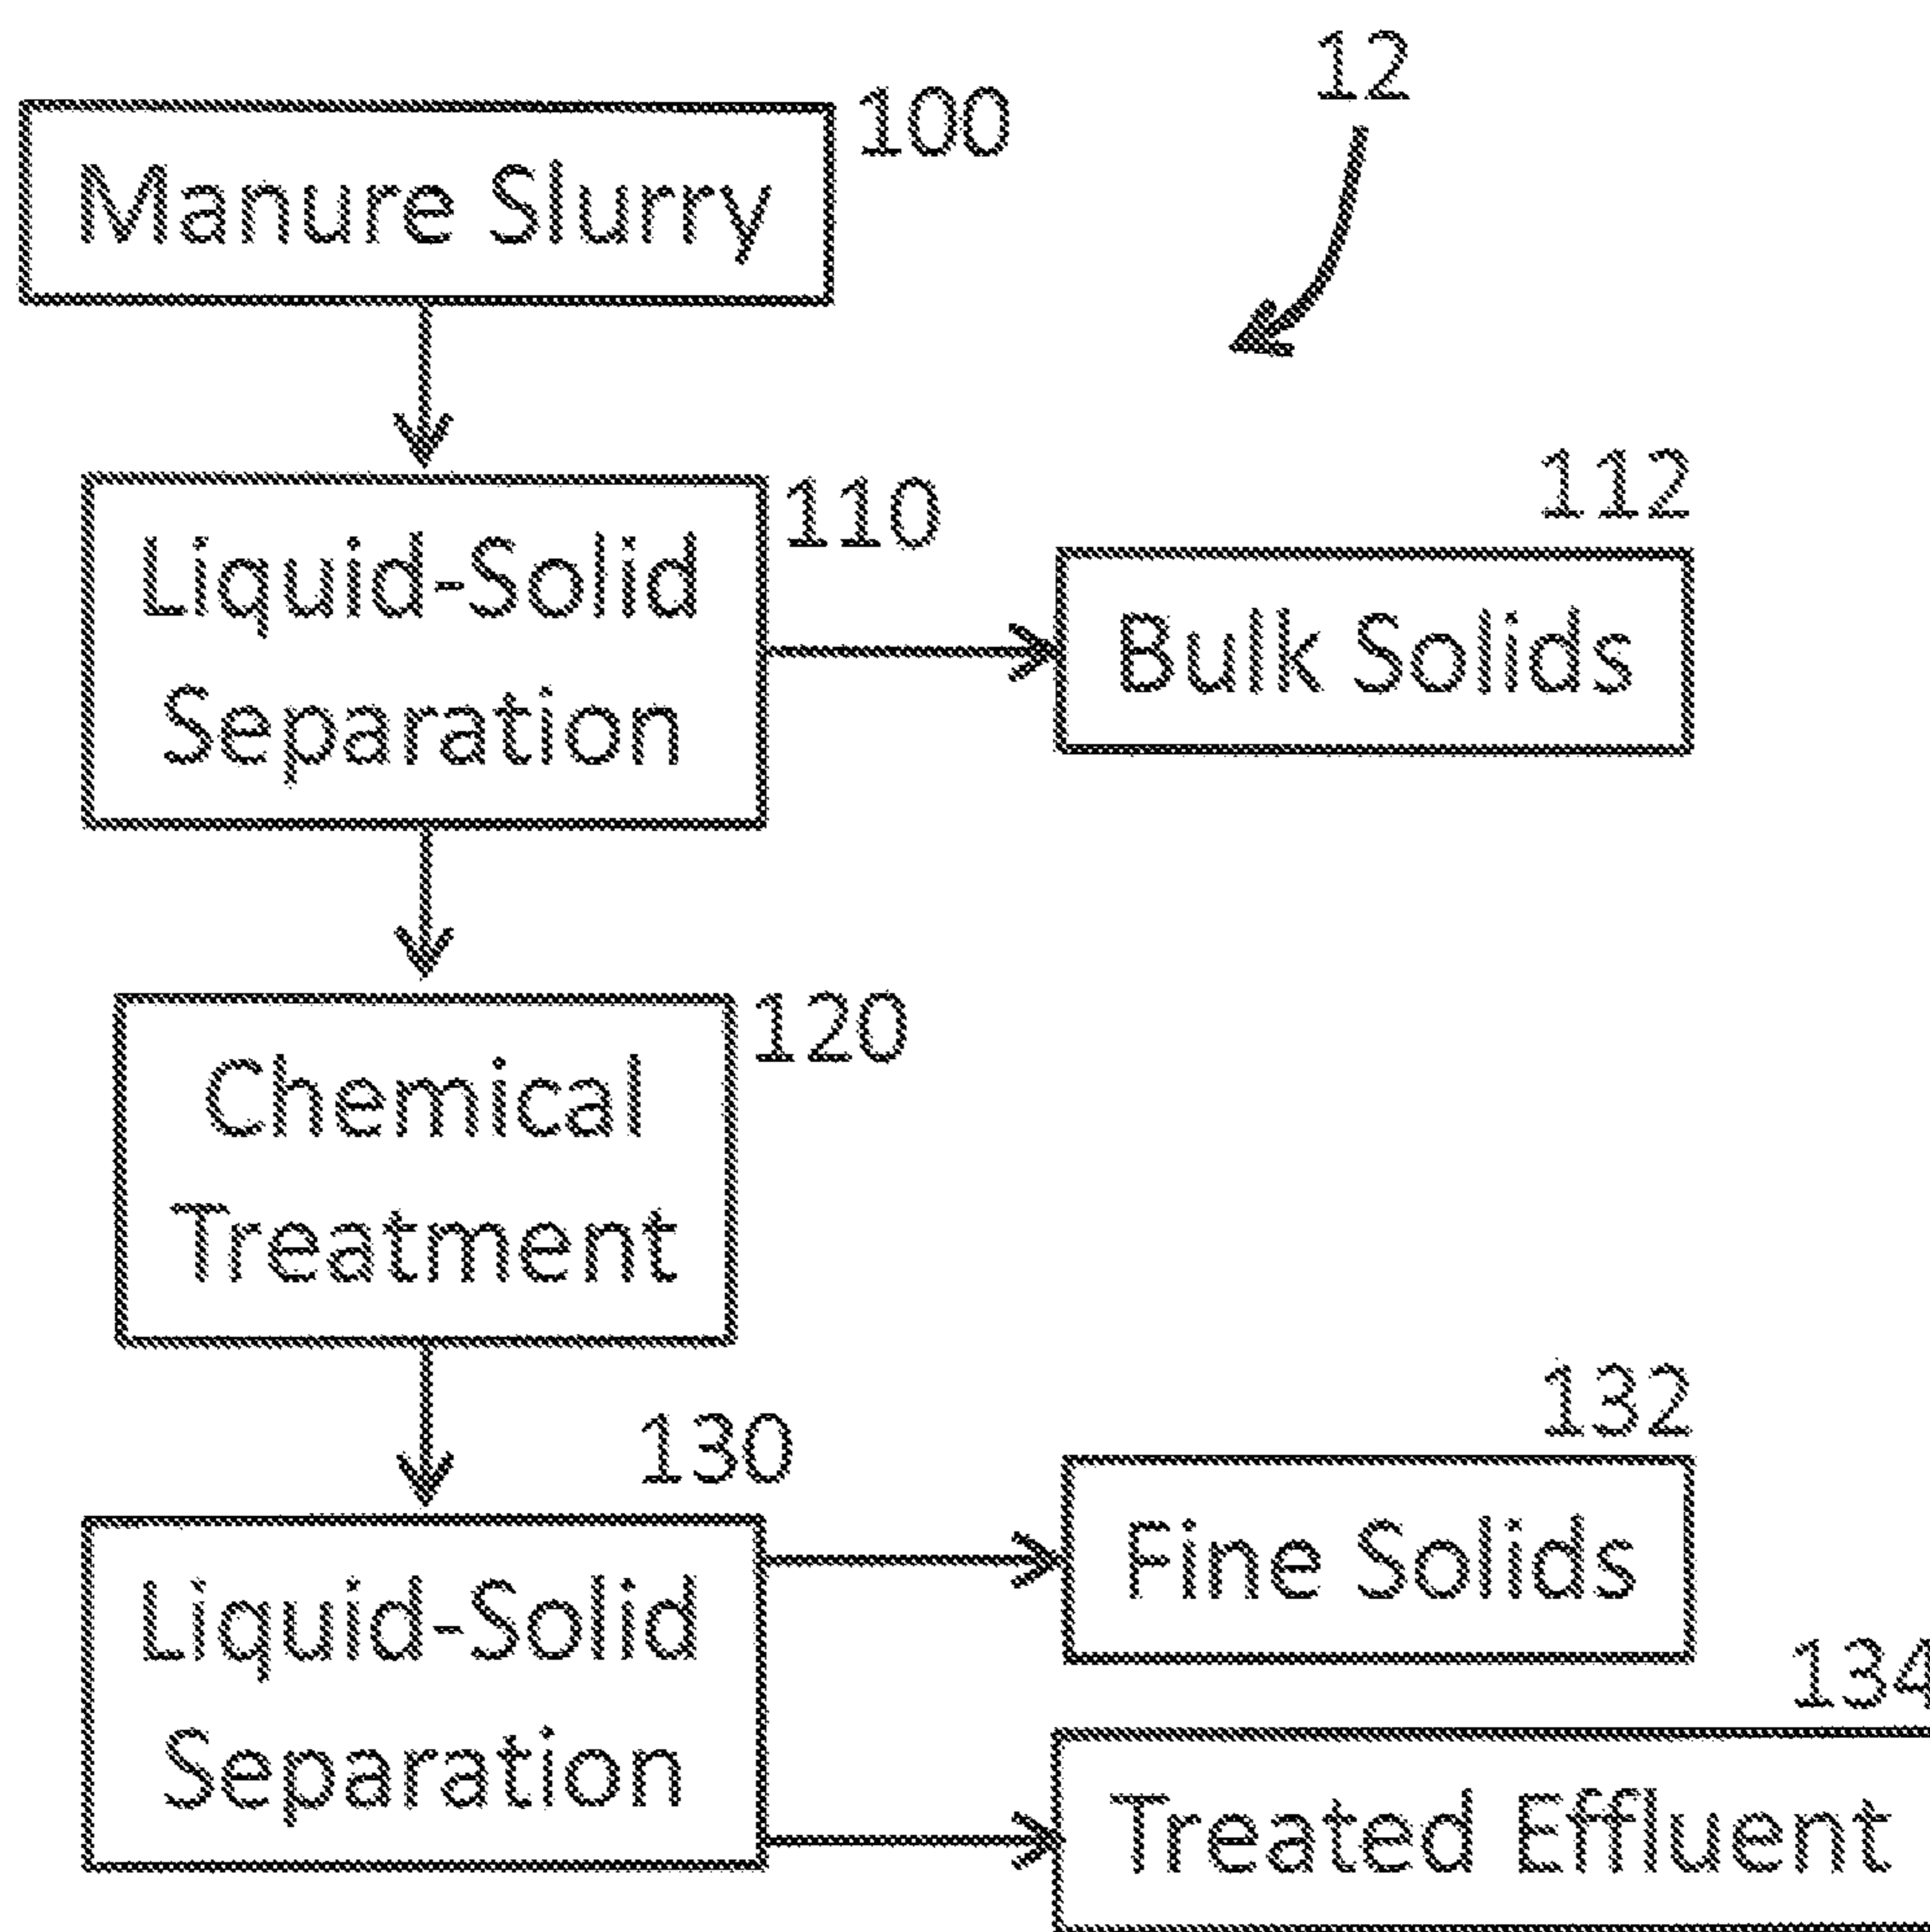 12
100
Manure Slurry
110
Liquid-Solid
Separation
112
Bulk Solids
120
Chemical
Treatment
130
Liquid-Solid
Separation
132
Fine Solids
134
Treated Effluent